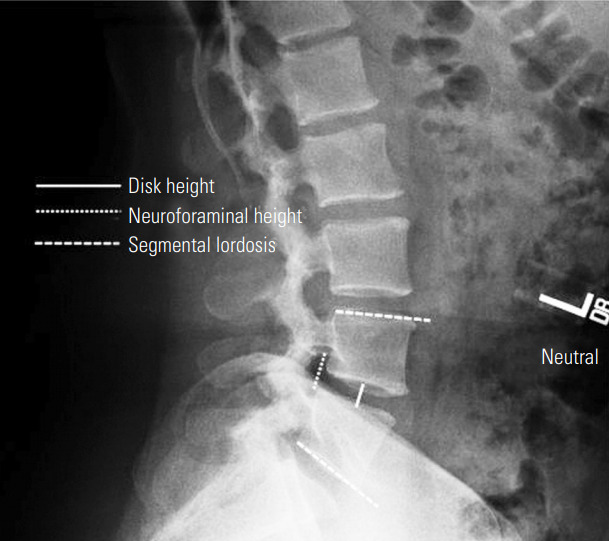 Disk height
Neuroforaminal height
Segmental lordosis
DR
Neutral